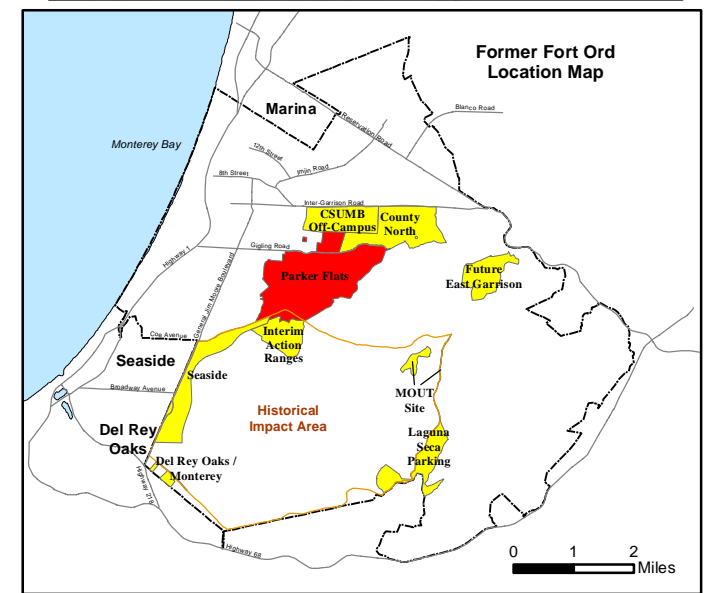 Former Fort Ord
Location Map
Marina
Blanco Road
Reservation Road
Monterey Bay
12th Street
Imjin Road
8th Street
Inter-Garrison Road
CSUMB
Off-Campus
County
North
Gigling Road
Highway 1
Parker Flats
Future
East Garrison
General Jim Moore Boulevard
Coe Avenue
Interim
Action
Ranges
Seaside
Seaside
Broadway Avenue
MOUT
Site
Historical
Impact Area
Del Rey
Oaks
Laguna
Seca
Parking
Del Rey Oaks /
Monterey
Highway 218
Highway 68
0 1 2
Miles